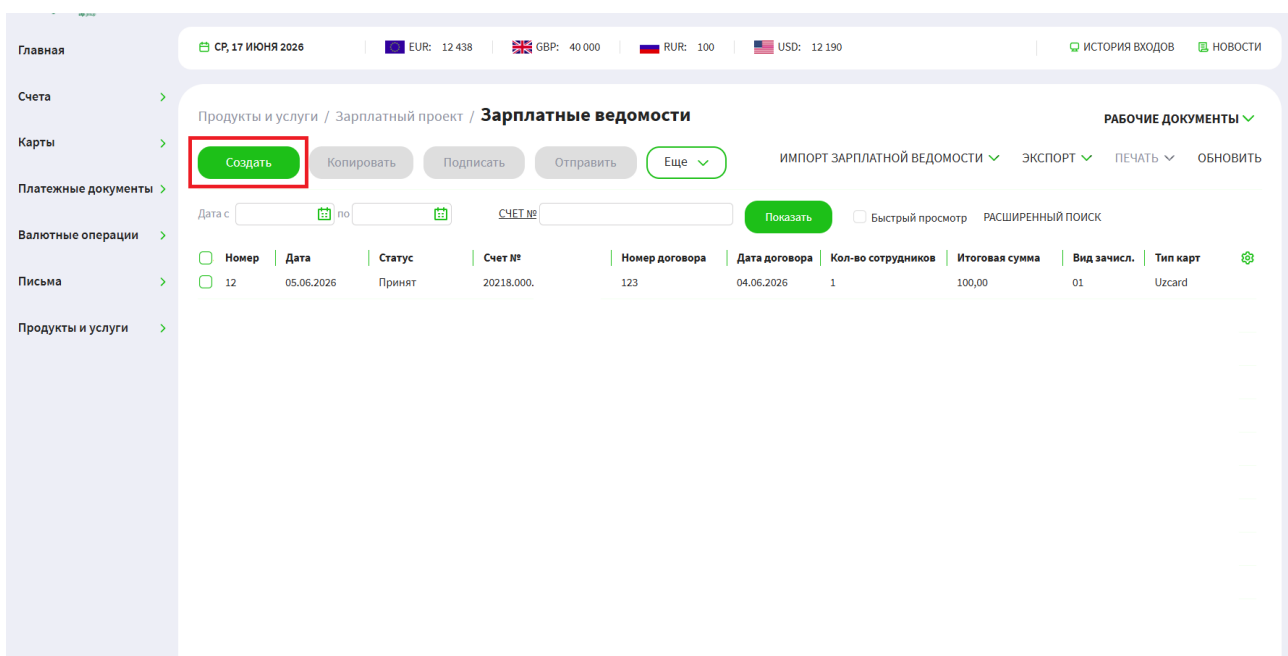 Главная
СР, 17 ИЮНЯ 2026 EUR: 12 438 GBP: 40 000 RUR: 100 USD: 12 190 ИСТОРИЯ ВХОДОВ НОВОСТИ
Счета
Карты
Платежные документы
Валютные операции
Письма
Продукты и услуги
Продукты и услуги / Зарплатный проект / Зарплатные ведомости РАБОЧИЕ ДОКУМЕНТЫ
Создать Копировать Подписать Отправить Еще ИМПОРТ ЗАРПЛАТНОЙ ВЕДОМОСТИ ЭКСПОРТ ПЕЧАТЬ ОБНОВИТЬ
Дата с по СЧЕТ № Показать Быстрый просмотр РАСШИРЕННЫЙ ПОИСК
Номер Дата Статус Счет № Номер договора Дата договора Кол-во сотрудников Итоговая сумма Вид зачисл. Тип карт
12 05.06.2026 Принят 20218.000. 123 04.06.2026 1 100,00 01 Uzcard